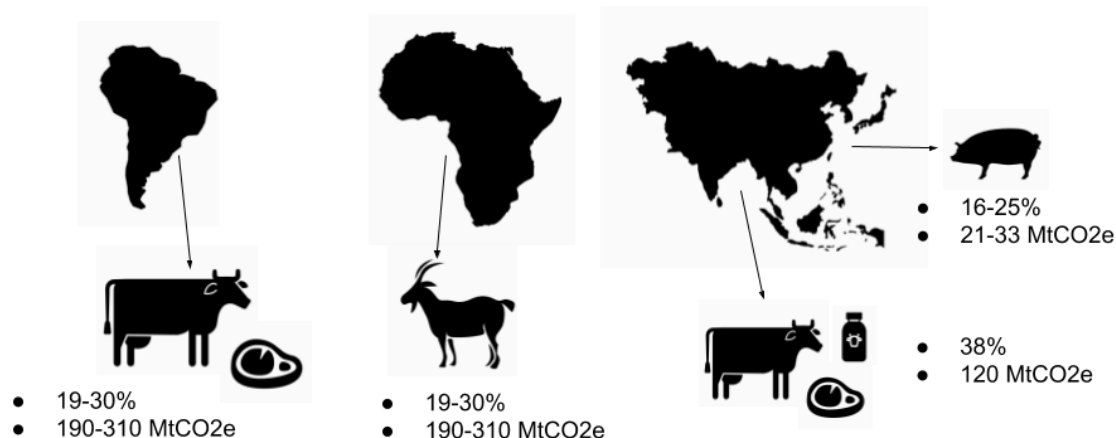 ● 19-30%
● 190-310 MtCO2e
● 19-30%
● 190-310 MtCO2e
● 16-25%
● 21-33 MtCO2e
● 38%
● 120 MtCO2e